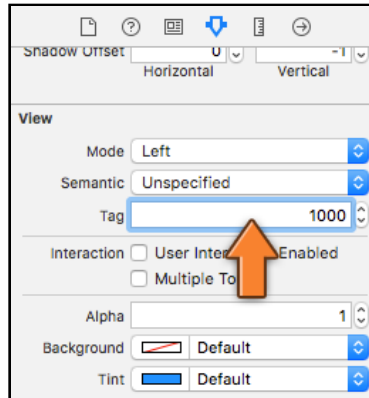 Shadow Offset 0 -1
Horizontal Vertical
View
Mode Left
Semantic Unspecified
Tag 1000
Interaction User Inter Enabled
Multiple To
Alpha 1
Background Default
Tint Default